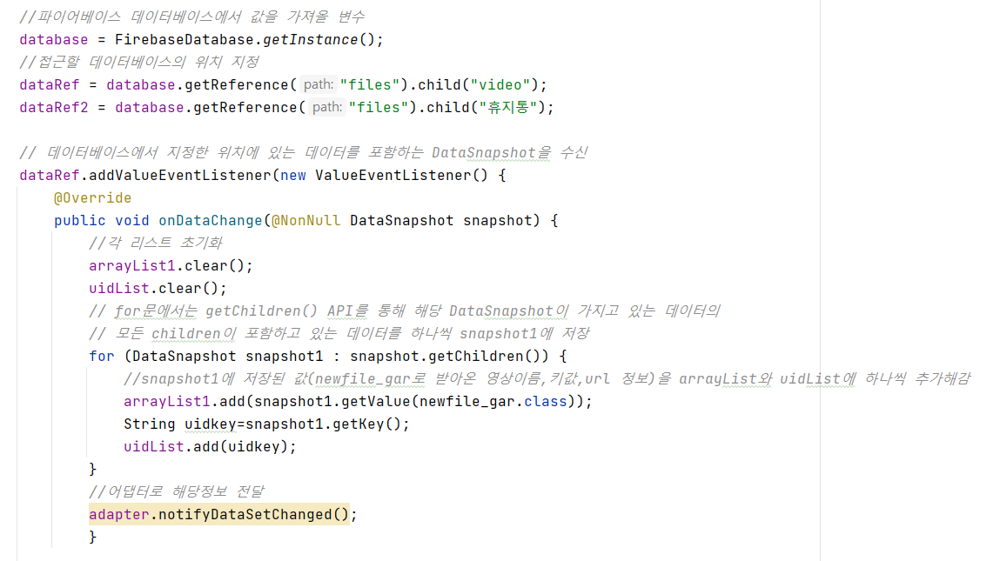 //파이어베이스 데이터베이스에서 값을 가져올 변수
database = FirebaseDatabase.getInstance();
//접근할 데이터베이스의 위치 지정
dataRef = database.getReference( path: "files").child("video");
dataRef2 = database.getReference( path: "files").child("휴지통");
// 데이터베이스에서 지정한 위치에 있는 데이터를 포함하는 DataSnapshot을 수신
dataRef.addValueEventListener(new ValueEventListener() {
@Override
public void onDataChange(@NonNull DataSnapshot snapshot) {
//각 리스트 초기화
arrayList1.clear();
uidList.clear();
// for문에서는 getChildren() API를 통해 해당 DataSnapshot이 가지고 있는 데이터의
// 모든 children이 포함하고 있는 데이터를 하나씩 snapshot1에 저장
for (DataSnapshot snapshot1 : snapshot.getChildren()) {
//snapshot1에 저장된 값(newfile_gar로 받아온 영상이름,키값,url 정보)을 arrayList와 uidList에 하나씩 추가해감
arrayList1.add(snapshot1.getValue(newfile_gar.class));
String uidkey=snapshot1.getKey();
uidList.add(uidkey);
}
//어댑터로 해당정보 전달
adapter.notifyDataSetChanged();
}